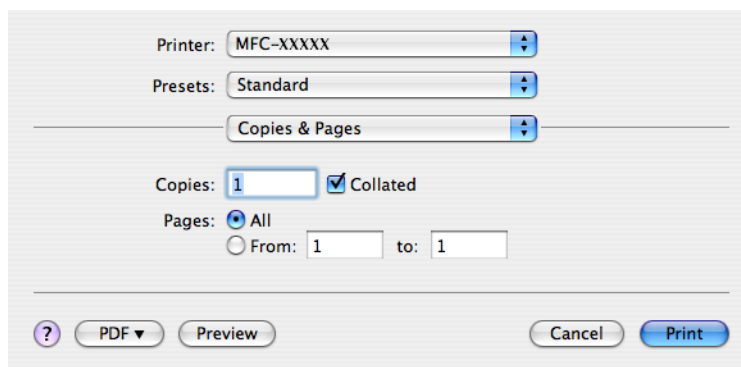 Printer: MFC-XXXXX
Presets: Standard
Copies & Pages
Copies: 1 Collated
Pages: All
From: 1 to: 1
? PDF▼ Preview Cancel Print